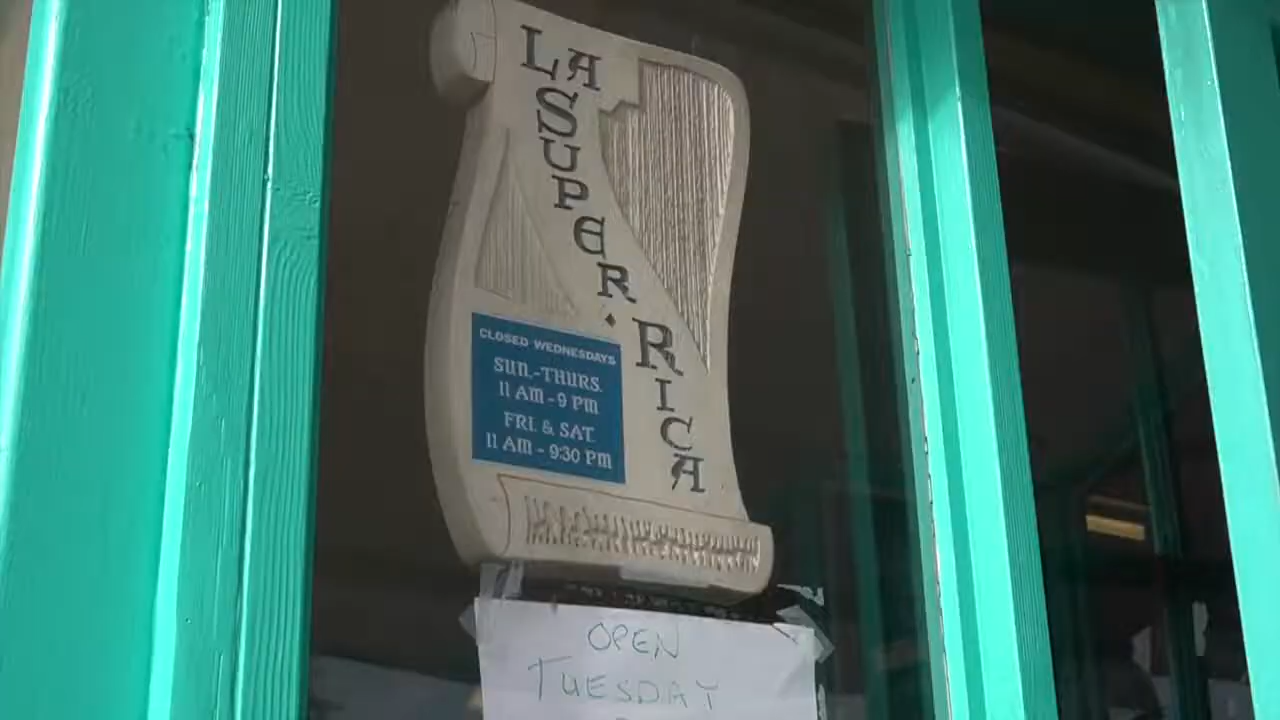 LA
SUPER
RICA
CLOSED WEDNESDAYS
SUN.-THURS.
11 AM - 9 PM
FRI. & SAT.
11 AM - 9:30 PM
OPEN
TUESDAY